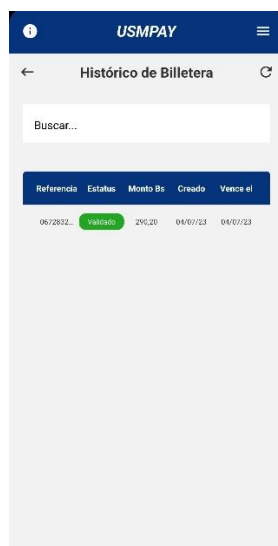 USMPAY
Histórico de Billetera
Buscar...
Referencia Estatus Monto Bs Creado Vence el
0672832... Validado 290,20 04/07/23 04/07/23